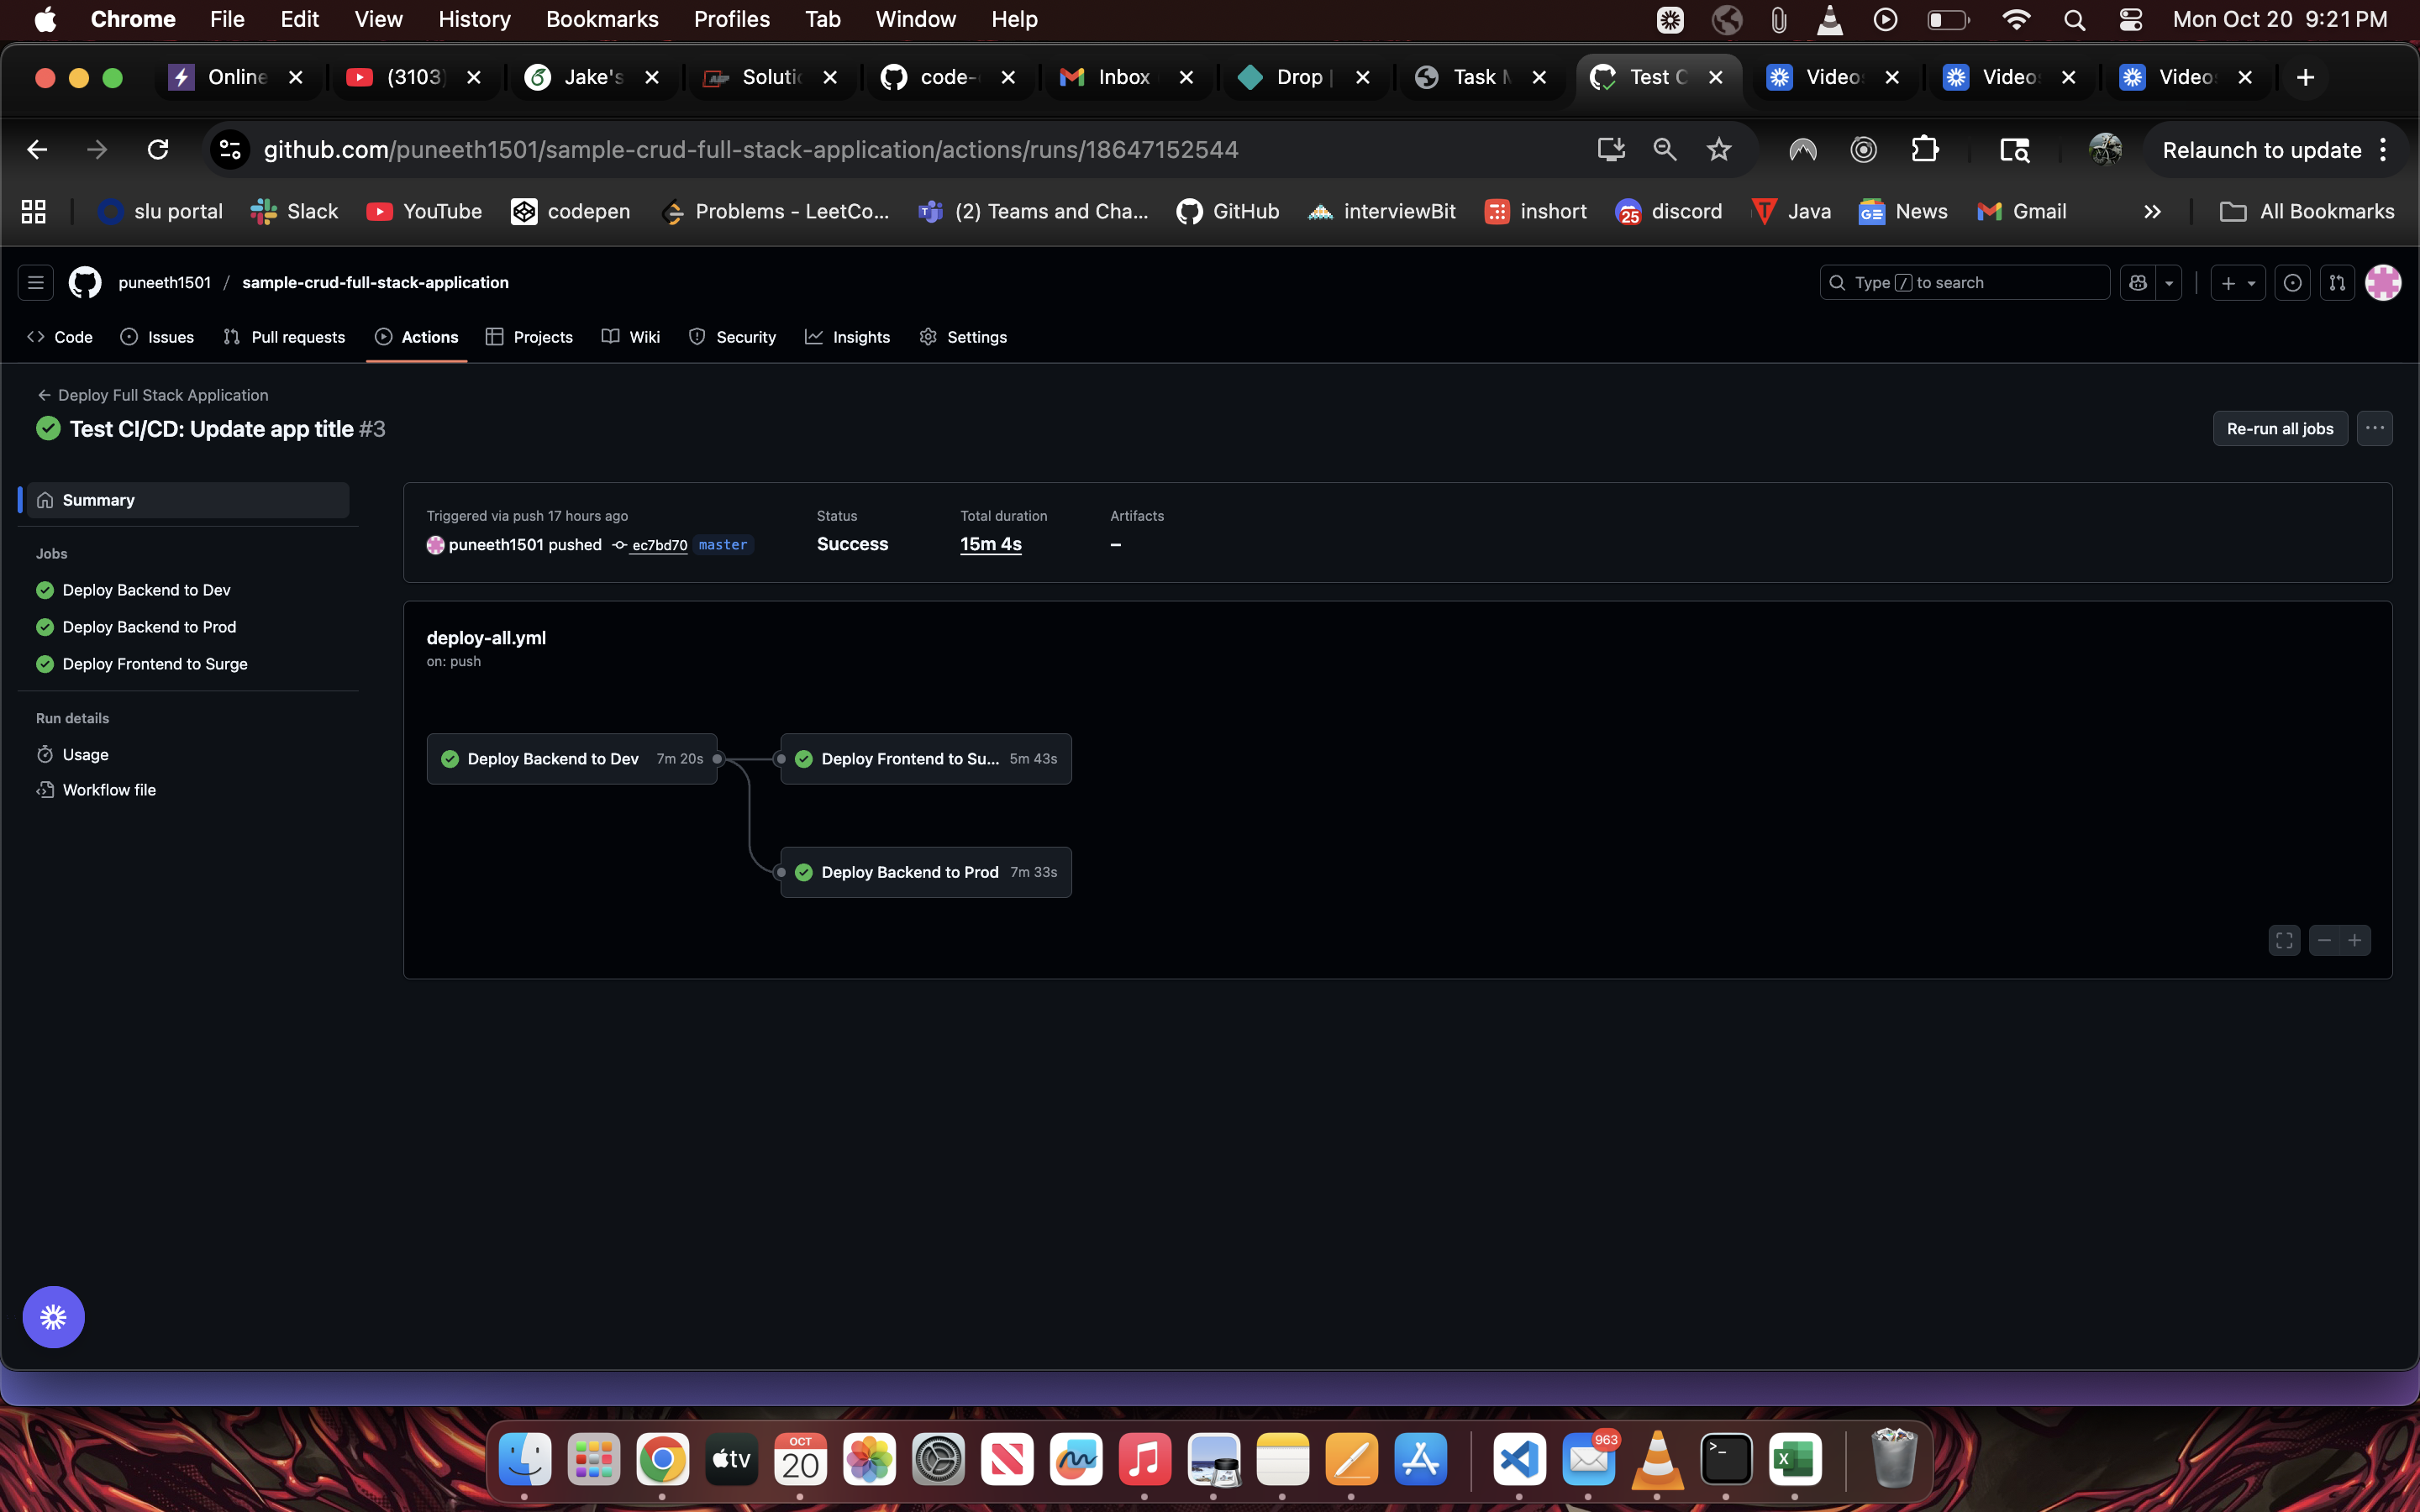 Chrome File Edit View History Bookmarks Profiles Tab Window Help Mon Oct 20 9:21 PM
Online (3103) Jake's Soluti code- Inbox Drop | Task M Test C Video Video Video
github.com/puneeth1501/sample-crud-full-stack-application/actions/runs/18647152544 Relaunch to update
slu portal Slack YouTube codepen Problems - LeetCo... (2) Teams and Cha... GitHub interviewBit inshort 25 discord Java News Gmail All Bookmarks
puneeth1501 / sample-crud-full-stack-application Type / to search
Code Issues Pull requests Actions Projects Wiki Security Insights Settings
Deploy Full Stack Application
Test CI/CD: Update app title #3 Re-run all jobs
Summary
Jobs
Deploy Backend to Dev
Deploy Backend to Prod
Deploy Frontend to Surge
Run details
Usage
Workflow file
Triggered via push 17 hours ago Status Total duration Artifacts
puneeth1501 pushed ec7bd70 master Success 15m 4s –
deploy-all.yml
on: push
Deploy Backend to Dev 7m 20s Deploy Frontend to Su... 5m 43s
Deploy Backend to Prod 7m 33s
tv OCT 20 963